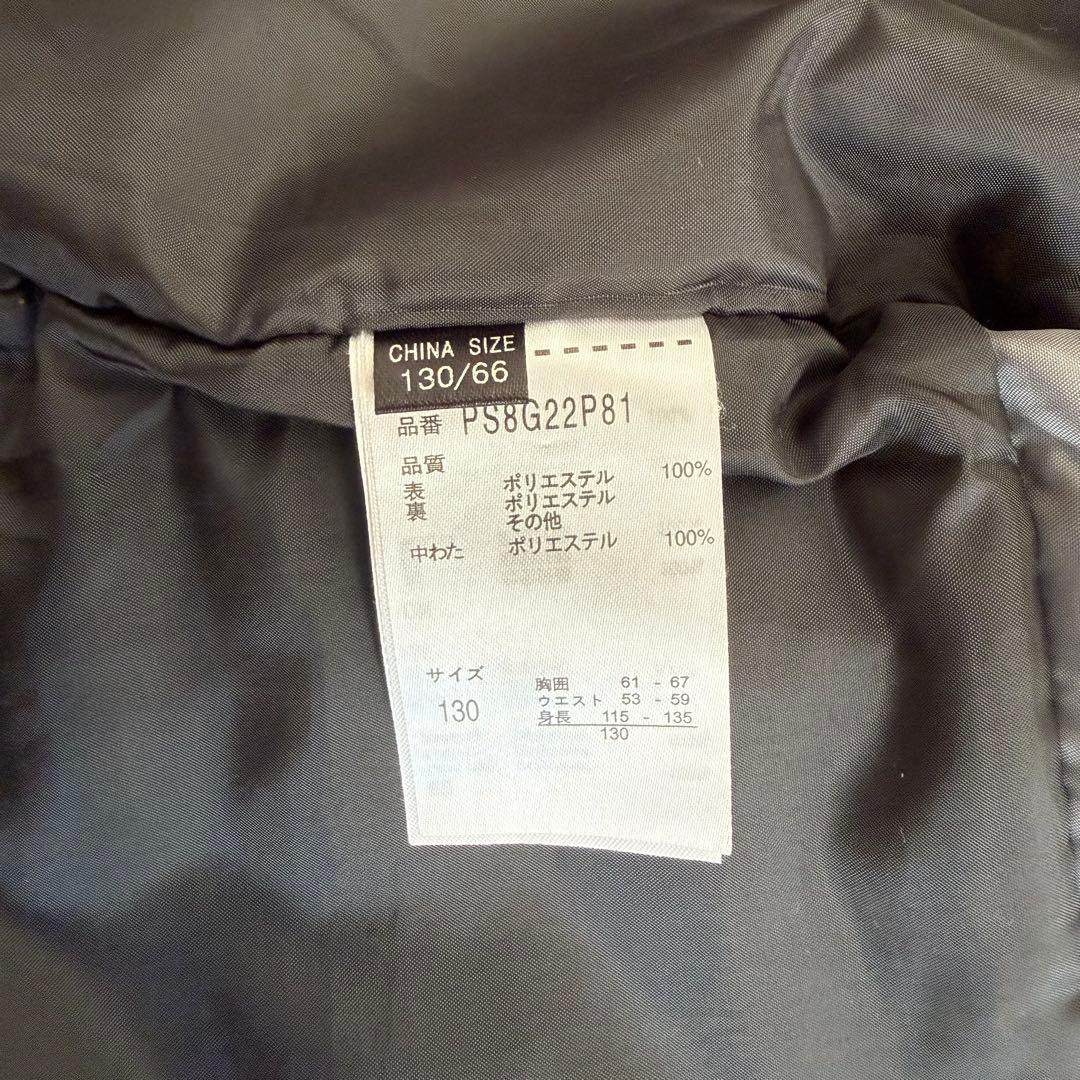 CHINA SIZE
130/66
品番 PS8G22P81
品質
表 ポリエステル 100%
裏 ポリエステル
その他
中わた ポリエステル 100%
サイズ
130
胸囲 61 - 67
ウエスト 53 - 59
身長 115 - 135
130